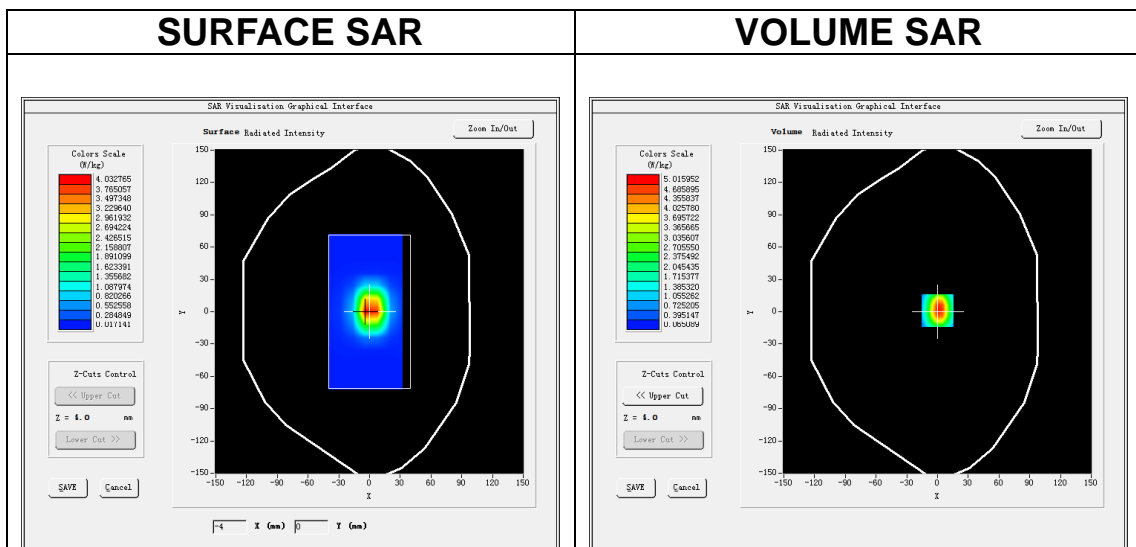 SURFACE SAR
VOLUME SAR
SAR Visualisation Graphical Interface
Surface Radiated Intensity
Zoom In/Out
Colors Scale
(W/kg)
4.032765
3.765057
3.497348
3.229640
2.961932
2.694224
2.426515
2.158807
1.891099
1.623391
1.355682
1.087974
0.820266
0.552558
0.284849
0.017141
Z-Cuts Control
<< Upper Cut
Z = 4.0 mm
Lower Cut >>
SAVE
Cancel
150
120
90
60
30
0
-30
-60
-90
-120
-150
Y
-150 -120 -90 -60 -30 0 30 60 90 120 150
X
-4 X (mm) 0 Y (mm)
SAR Visualisation Graphical Interface
Volume Radiated Intensity
Zoom In/Out
Colors Scale
(W/kg)
5.015952
4.685895
4.355837
4.025780
3.695722
3.365665
3.035607
2.705550
2.375492
2.045435
1.715377
1.385320
1.055262
0.725205
0.395147
0.065089
Z-Cuts Control
<< Upper Cut
Z = 4.0 mm
Lower Cut >>
SAVE
Cancel
150
120
90
60
30
0
-30
-60
-90
-120
-150
Y
-150 -120 -90 -60 -30 0 30 60 90 120 150
X